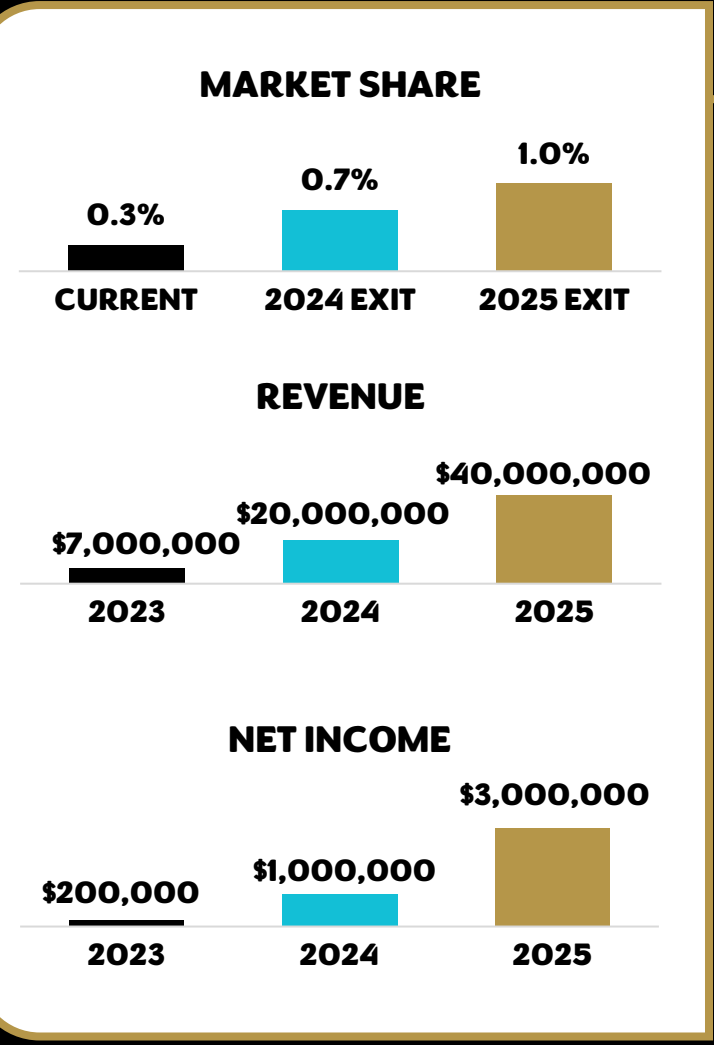 MARKET SHARE
0.3%
0.7%
1.0%
CURRENT
2024 EXIT
2025 EXIT
REVENUE
$7,000,000
$20,000,000
$40,000,000
2023
2024
2025
NET INCOME
$200,000
$1,000,000
$3,000,000
2023
2024
2025